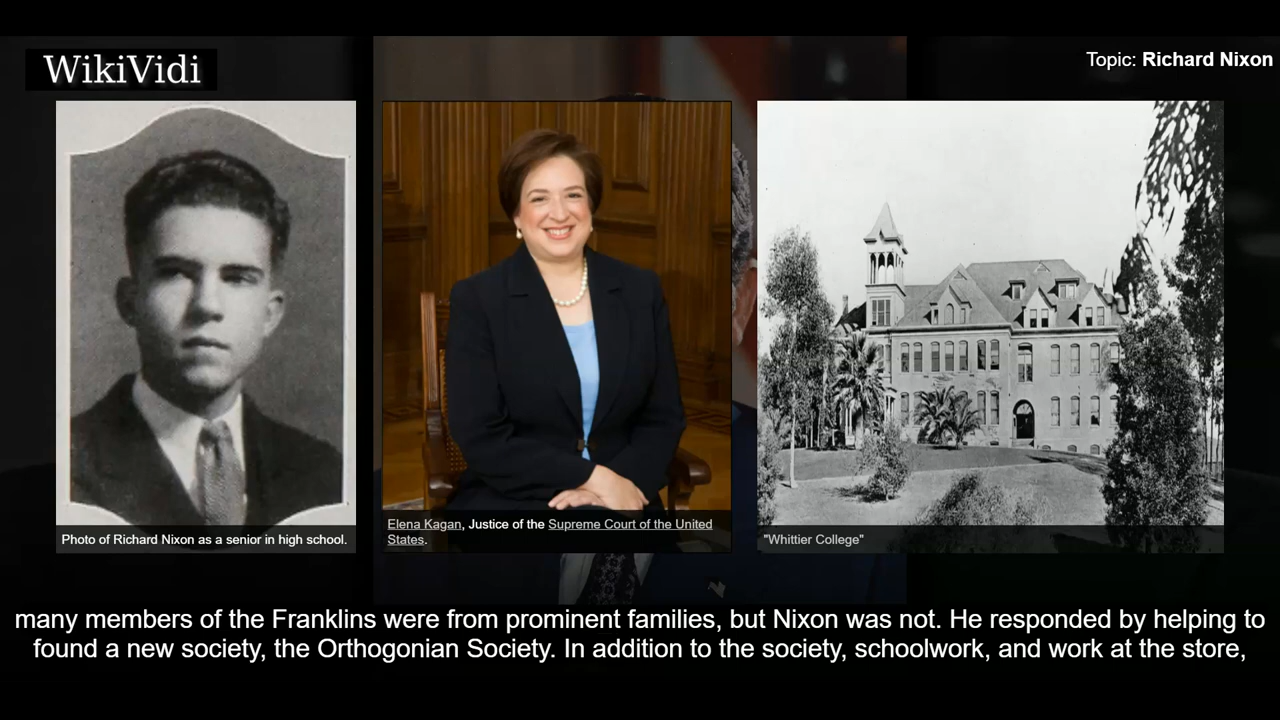 WikiVidi
Topic: Richard Nixon
Photo of Richard Nixon as a senior in high school.
Elena Kagan, Justice of the Supreme Court of the United
States.
"Whittier College"
many members of the Franklins were from prominent families, but Nixon was not. He responded by helping to
found a new society, the Orthogonian Society. In addition to the society, schoolwork, and work at the store,